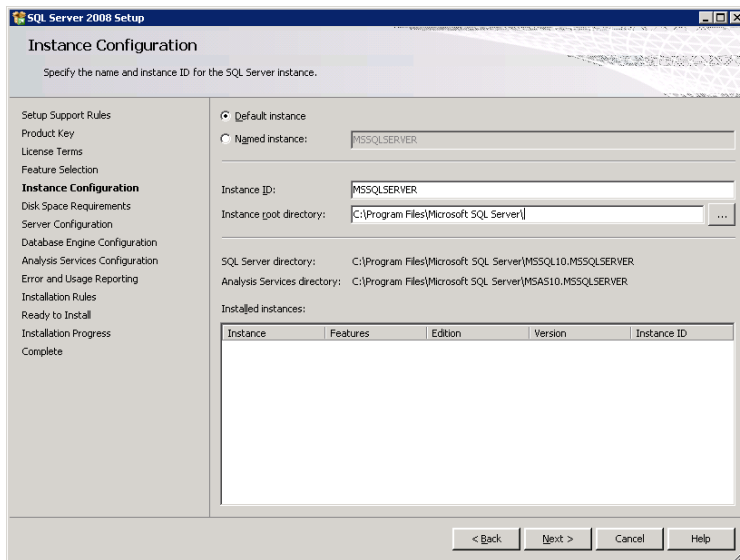 SQL Server 2008 Setup
Instance Configuration
Specify the name and instance ID for the SQL Server instance.
Setup Support Rules
Product Key
License Terms
Feature Selection
Instance Configuration
Disk Space Requirements
Server Configuration
Database Engine Configuration
Analysis Services Configuration
Error and Usage Reporting
Installation Rules
Ready to Install
Installation Progress
Complete
Default instance
Named instance: MSSQLSERVER
Instance ID: MSSQLSERVER
Instance root directory: C:\Program Files\Microsoft SQL Server\ ...
SQL Server directory: C:\Program Files\Microsoft SQL Server\MSSQL10.MSSQLSERVER
Analysis Services directory: C:\Program Files\Microsoft SQL Server\MSAS10.MSSQLSERVER
Installed instances:
Instance Features Edition Version Instance ID
< Back Next > Cancel Help